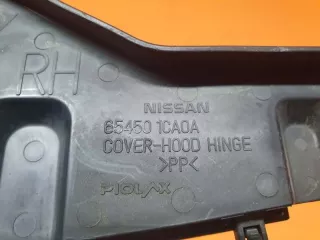 RH
NISSAN
65450 1CA0A
COVER-HOOD HINGE
>PP<
PIOLAX